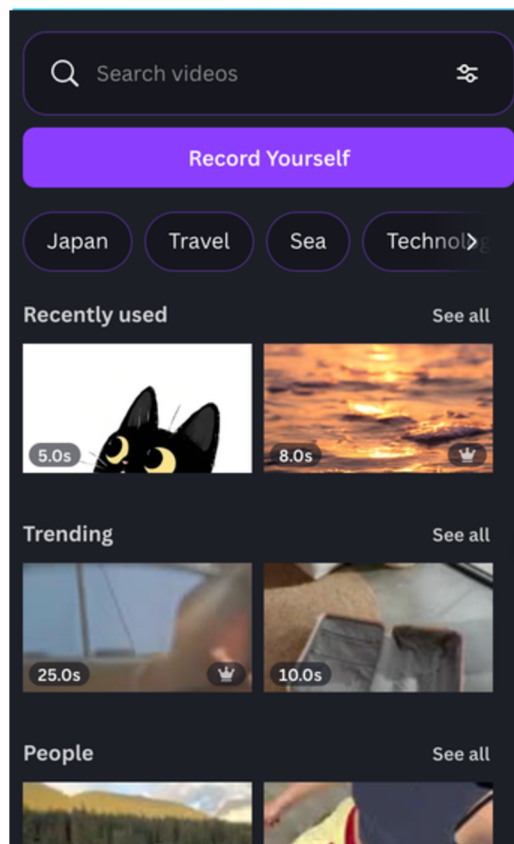 Search videos
Record Yourself
Japan Travel Sea
Recently used See all
5.0s 8.0s
Trending See all
25.0s 10.0s
People See all